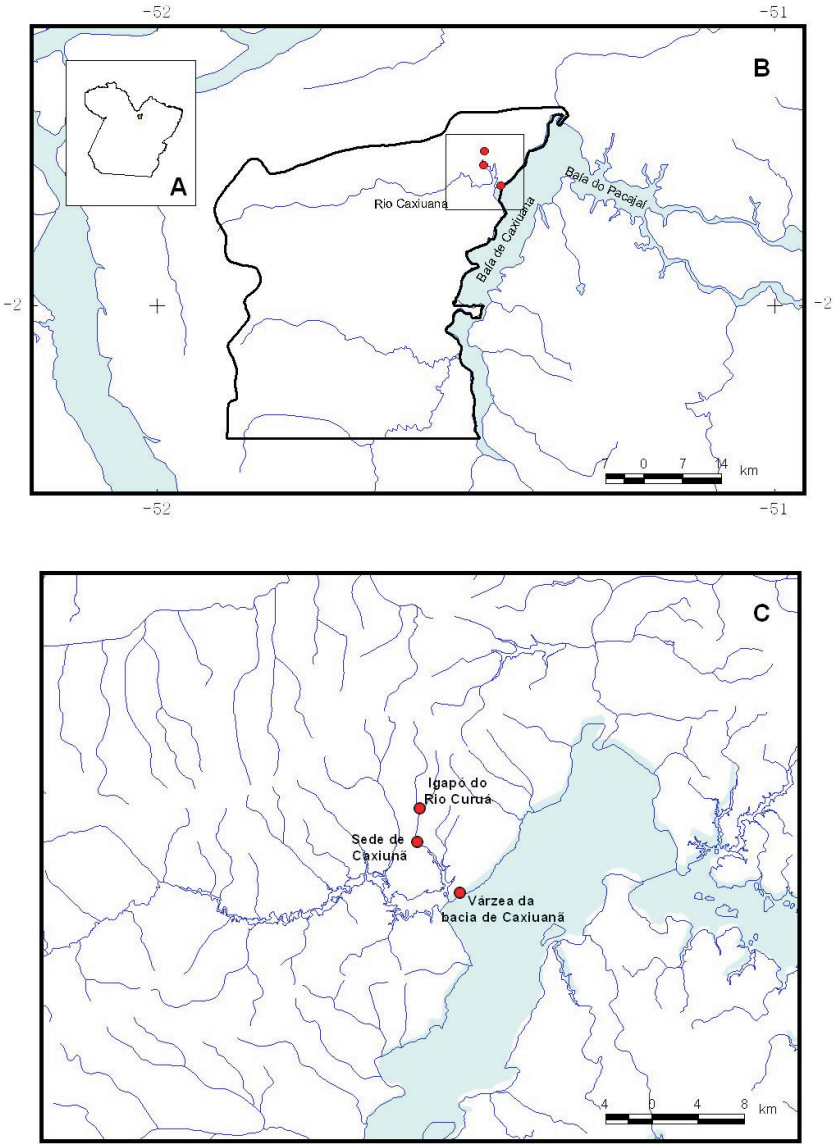 -52
-51
B
A
Rio Caxiuana
Baía de Caxiuana
Baía do Pacajaí
-2
-2
7 0 7 14 km
-52
-51
C
Igapó do
Rio Curuá
Sede de
Caxiunã
Várzea da
bacia de Caxiuanã
4 0 4 8 km